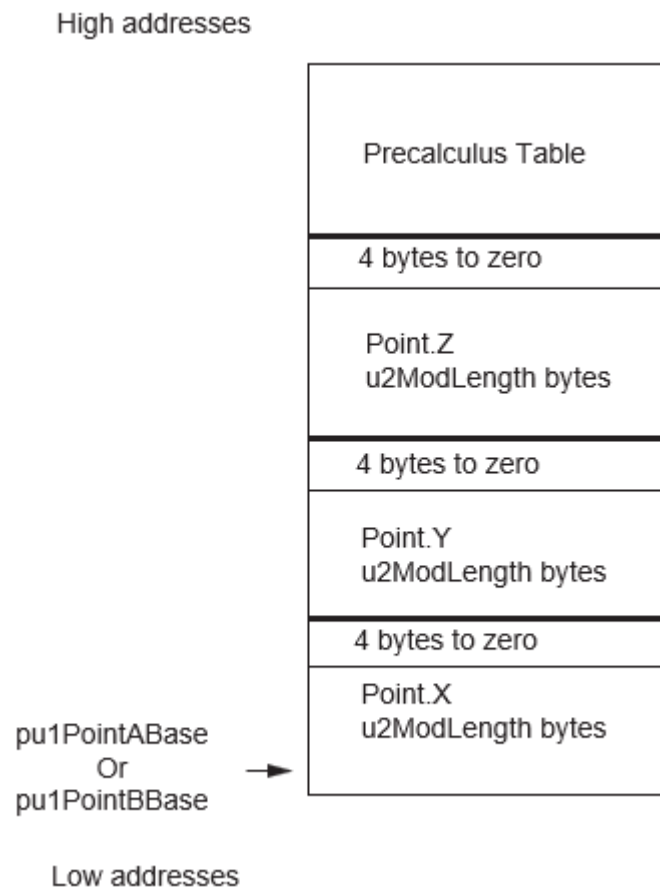 High addresses
Precalculus Table
4 bytes to zero
Point.Z
u2ModLength bytes
4 bytes to zero
Point.Y
u2ModLength bytes
4 bytes to zero
Point.X
u2ModLength bytes
pu1PointABase
Or
pu1PointBBase
Low addresses